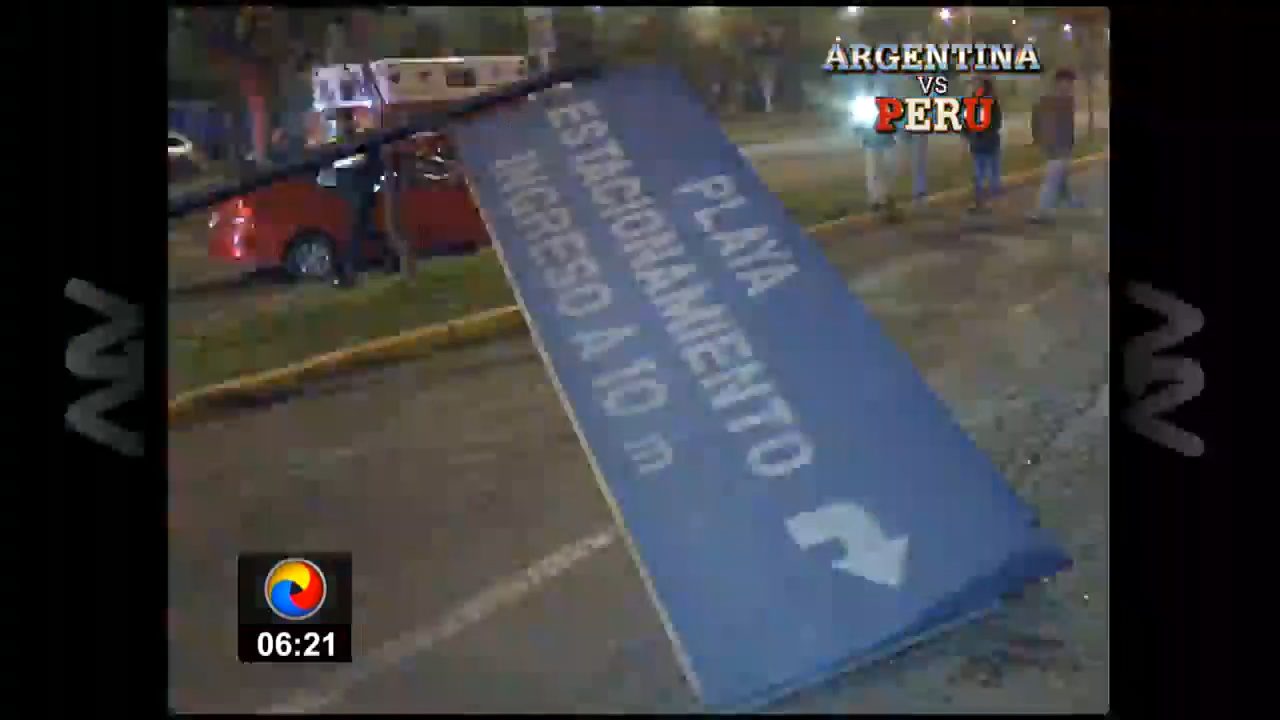 ARGENTINA
VS
PERÚ
PLAYA
ESTACIONAMIENTO
INGRESO A 10 m
06:21